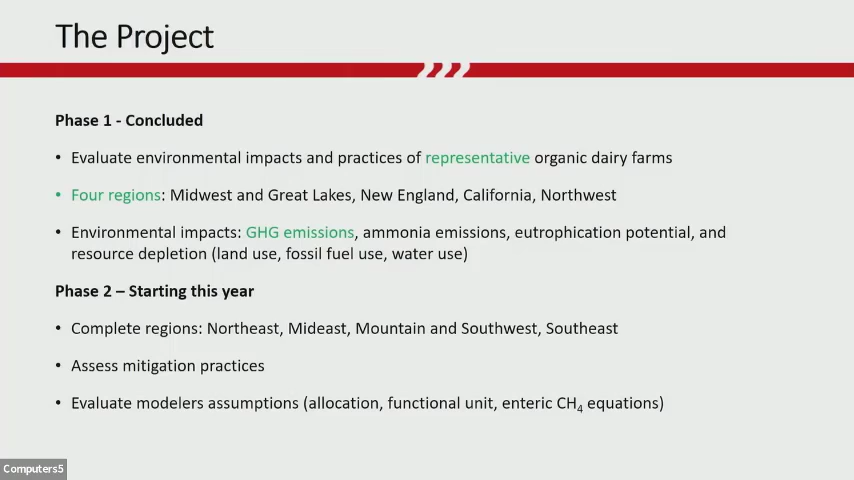 The Project
Phase 1 - Concluded
• Evaluate environmental impacts and practices of representative organic dairy farms
• Four regions: Midwest and Great Lakes, New England, California, Northwest
• Environmental impacts: GHG emissions, ammonia emissions, eutrophication potential, and
resource depletion (land use, fossil fuel use, water use)
Phase 2 – Starting this year
• Complete regions: Northeast, Mideast, Mountain and Southwest, Southeast
• Assess mitigation practices
• Evaluate modelers assumptions (allocation, functional unit, enteric CH₄ equations)
Computers5